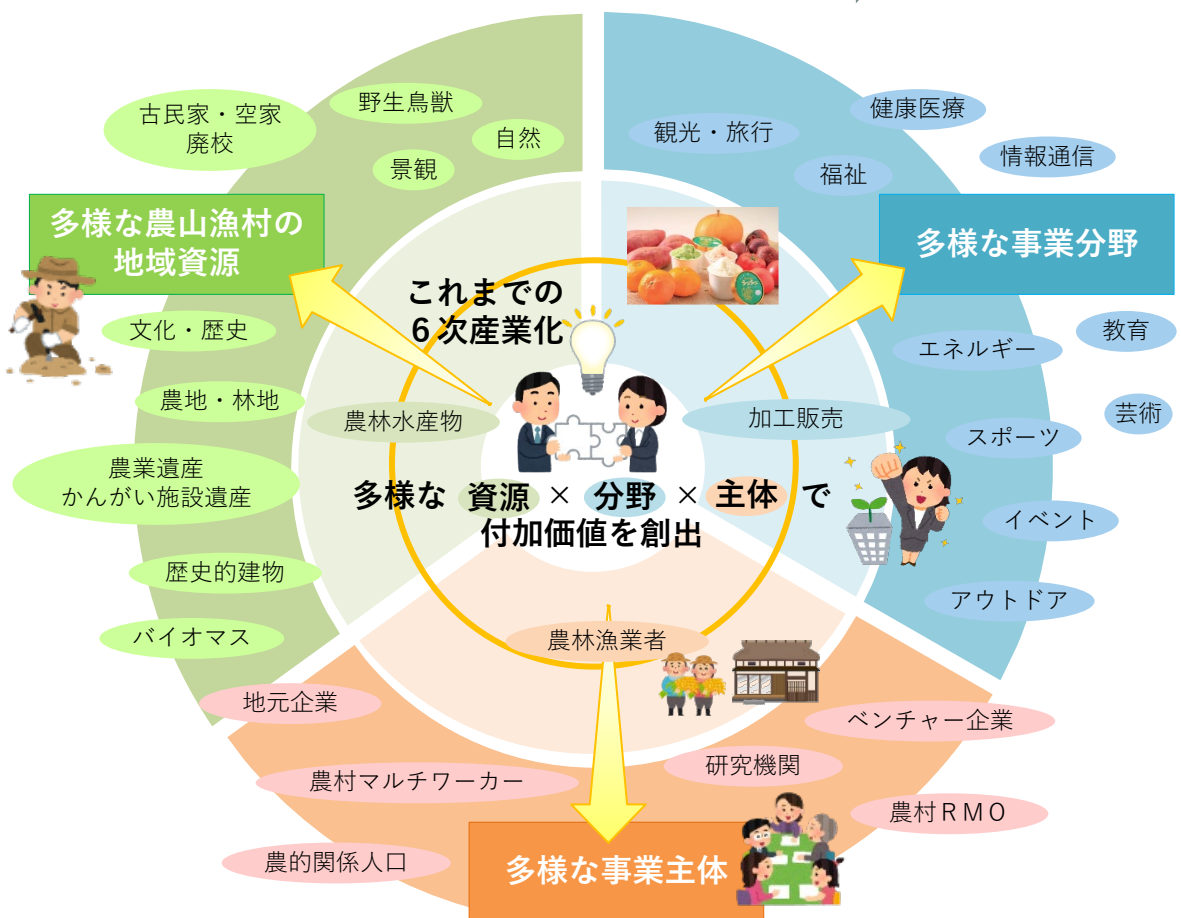 古民家・空家
廃校
野生鳥獣
自然
景観
多様な農山漁村の
地域資源
文化・歴史
農地・林地
農業遺産
かんがい施設遺産
歴史的建物
バイオマス
観光・旅行
健康医療
福祉
情報通信
多様な事業分野
エネルギー
教育
芸術
スポーツ
イベント
アウトドア
これまでの
６次産業化
農林水産物
加工販売
多様な 資源 × 分野 × 主体 で
付加価値を創出
農林漁業者
地元企業
ベンチャー企業
農村マルチワーカー
研究機関
農村ＲＭＯ
農的関係人口
多様な事業主体